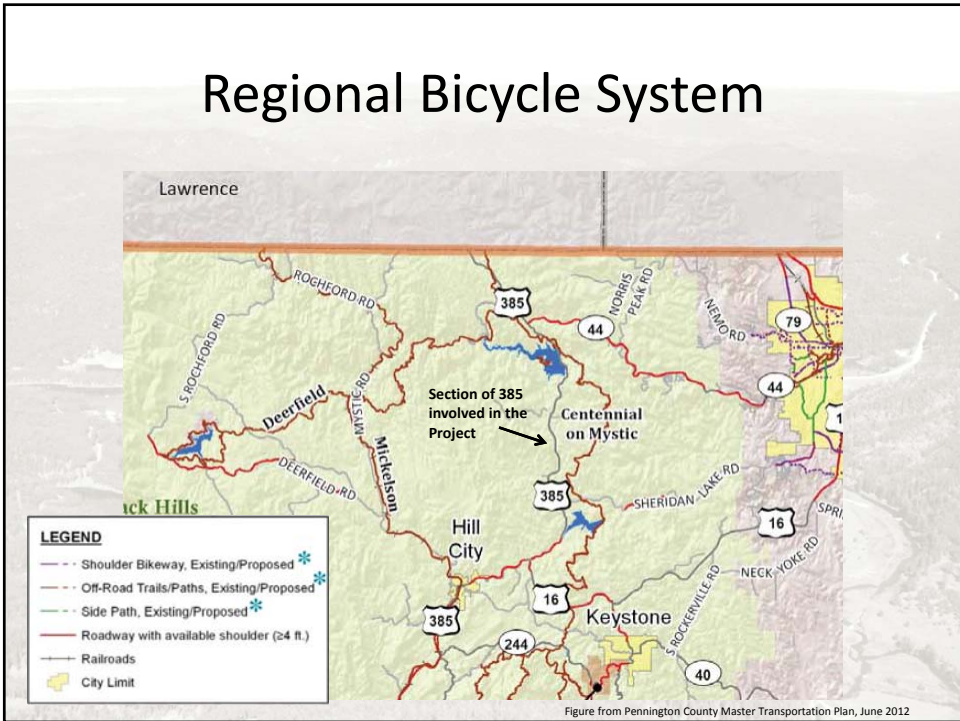 Regional Bicycle System
Lawrence
ROCHFORD RD
385
NORRIS
PEAK RD
44
NEMO RD
79
S ROCHFORD RD
44
Deerfield
MYSTIC RD
Section of 385
involved in the
Project
Centennial
on Mystic
1
Mickelson
DEERFIELD RD
385
SHERIDAN LAKE RD
ack Hills
Hill
City
16
SPRI
NECK YOKE RD
16
Keystone
S ROCKERVILLE RD
385
244
40
LEGEND
Shoulder Bikeway, Existing/Proposed *
Off-Road Trails/Paths, Existing/Proposed *
Side Path, Existing/Proposed *
Roadway with available shoulder (≥4 ft.)
Railroads
City Limit
Figure from Pennington County Master Transportation Plan, June 2012